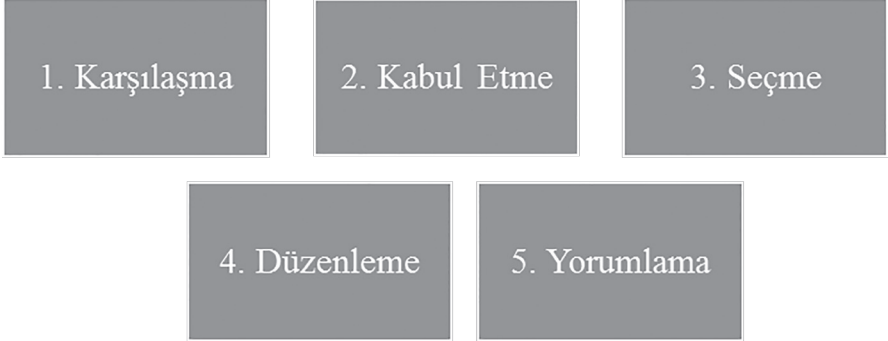 1. Karşılaşma
2. Kabul Etme
3. Seçme
4. Düzenleme
5. Yorumlama